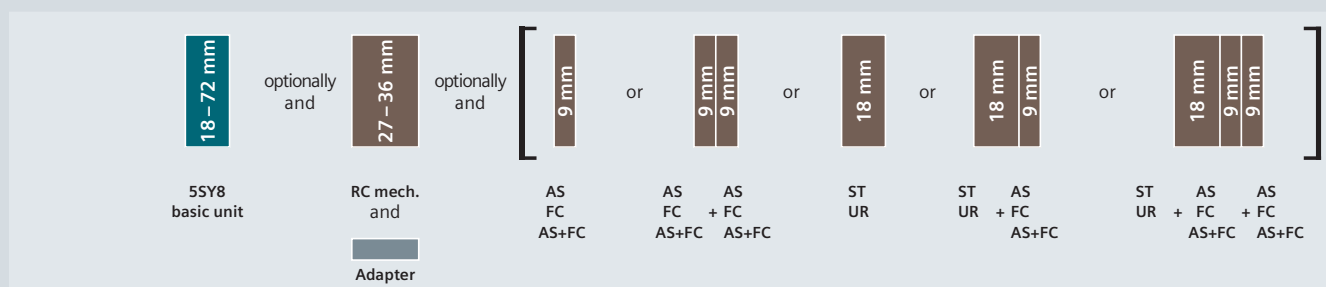 18 – 72 mm
optionally
and
27 – 36 mm
optionally
and
[
9 mm
or
9 mm
9 mm
or
18 mm
or
18 mm
9 mm
or
18 mm
9 mm
9 mm
]
5SY8
basic unit
RC mech.
and
Adapter
AS
FC
AS+FC
AS AS
FC + FC
AS+FC AS+FC
ST
UR
ST AS
UR + FC
AS+FC
ST AS AS
UR + FC + FC
AS+FC AS+FC